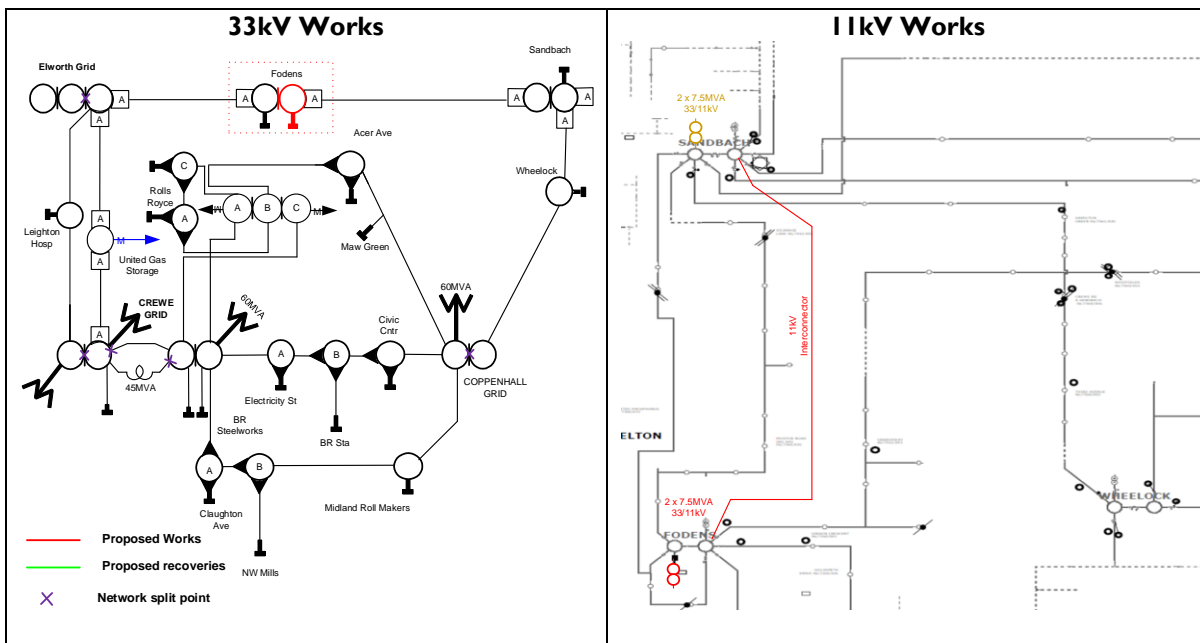 33kV Works
Sandbach
Elworth Grid
Fodens
A
A
A
A
A
A
A
Acer Ave
C
Rolls
Royce
A
W
A
B
C
M
Wheelock
A
Leighton
Hosp
M
United Gas
Storage
A
Maw Green
CREWE
GRID
60MVA
60MVA
Civic
Cntr
A
A
B
45MVA
COPPENHALL
GRID
Electricity St
BR
Steelworks
BR Sta
A
B
Claughton
Ave
Midland Roll Makers
NW Mills
Proposed Works
Proposed recoveries
Network split point
11kV Works
2 x 7.5MVA
33/11kV
SANDBACH
11kV
Interconnector
ELTON
2 x 7.5MVA
33/11kV
FODENS
WHEELOCK